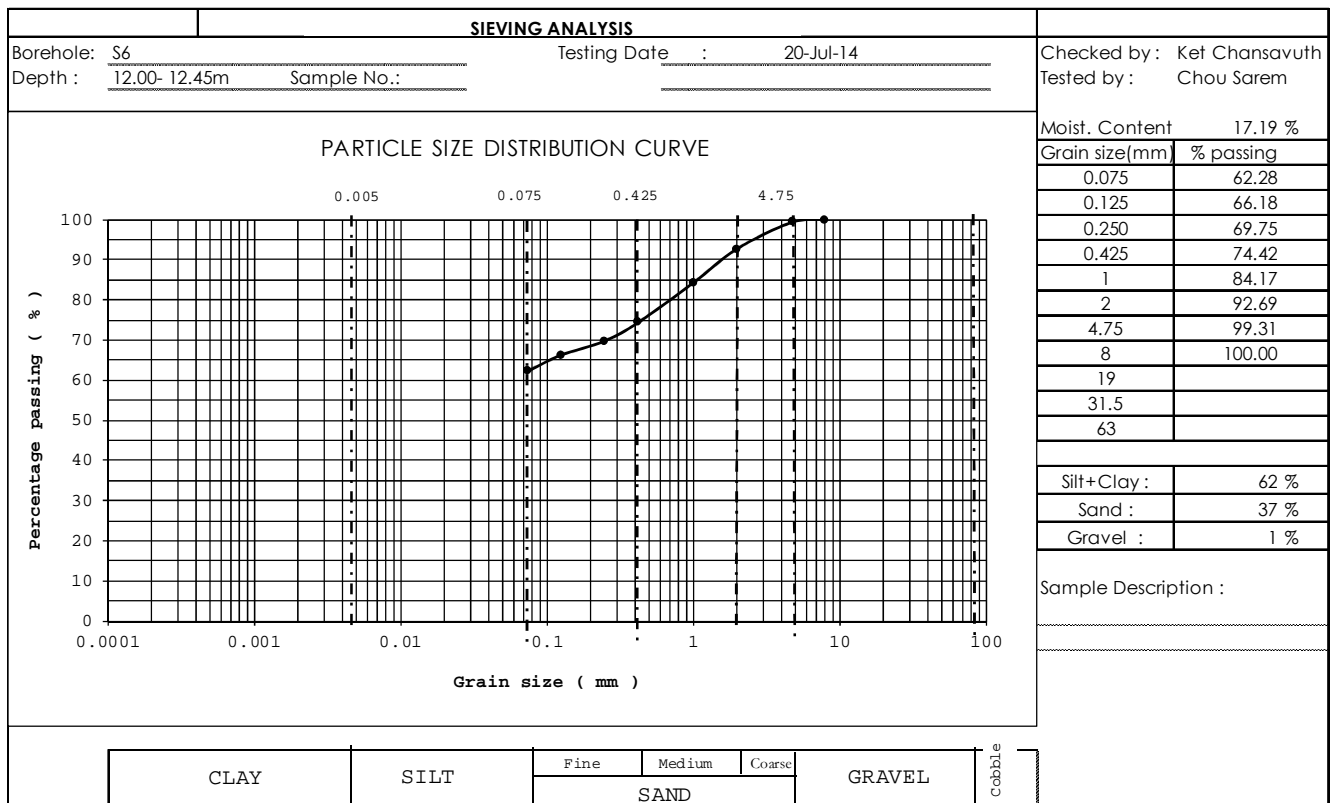 SIEVING ANALYSIS
Borehole: S6 Testing Date : 20-Jul-14
Depth : 12.00- 12.45m Sample No.:
Checked by : Ket Chansavuth
Tested by : Chou Sarem
Moist. Content 17.19 %
Grain size(mm) % passing
0.075 62.28
0.125 66.18
0.250 69.75
0.425 74.42
1 84.17
2 92.69
4.75 99.31
8 100.00
19
31.5
63
Silt+Clay : 62 %
Sand : 37 %
Gravel : 1 %
Sample Description :
PARTICLE SIZE DISTRIBUTION CURVE
0.005 0.075 0.425 4.75
100
90
80
70
60
50
40
30
20
10
0
Percentage passing ( % )
0.0001 0.001 0.01 0.1 1 10 100
Grain size ( mm )
CLAY SILT Fine Medium Coarse GRAVEL Cobble
SAND